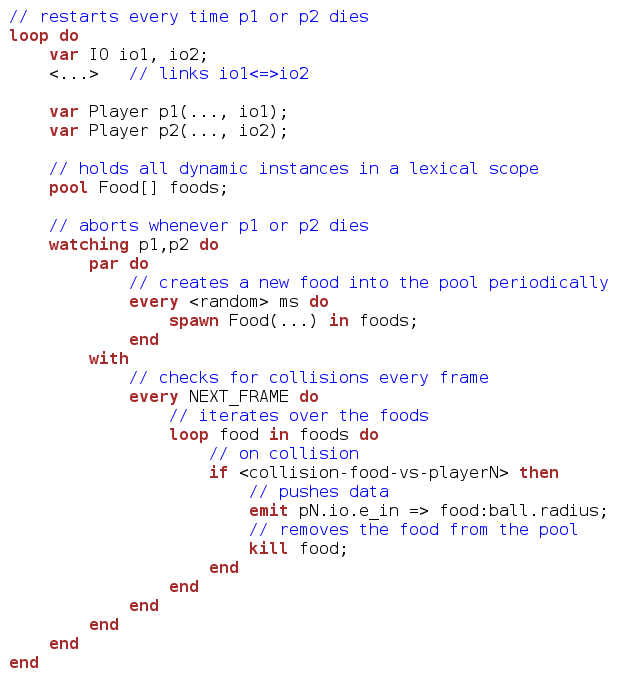 // restarts every time p1 or p2 dies
loop do
    var IO io1, io2;
    <...>   // links io1<=>io2

    var Player p1(..., io1);
    var Player p2(..., io2);

    // holds all dynamic instances in a lexical scope
    pool Food[] foods;

    // aborts whenever p1 or p2 dies
    watching p1,p2 do
        par do
            // creates a new food into the pool periodically
            every <random> ms do
                spawn Food(...) in foods;
            end
        with
            // checks for collisions every frame
            every NEXT_FRAME do
                // iterates over the foods
                loop food in foods do
                    // on collision
                    if <collision-food-vs-playerN> then
                        // pushes data
                        emit pN.io.e_in => food:ball.radius;
                        // removes the food from the pool
                        kill food;
                    end
                end
            end
        end
    end
end